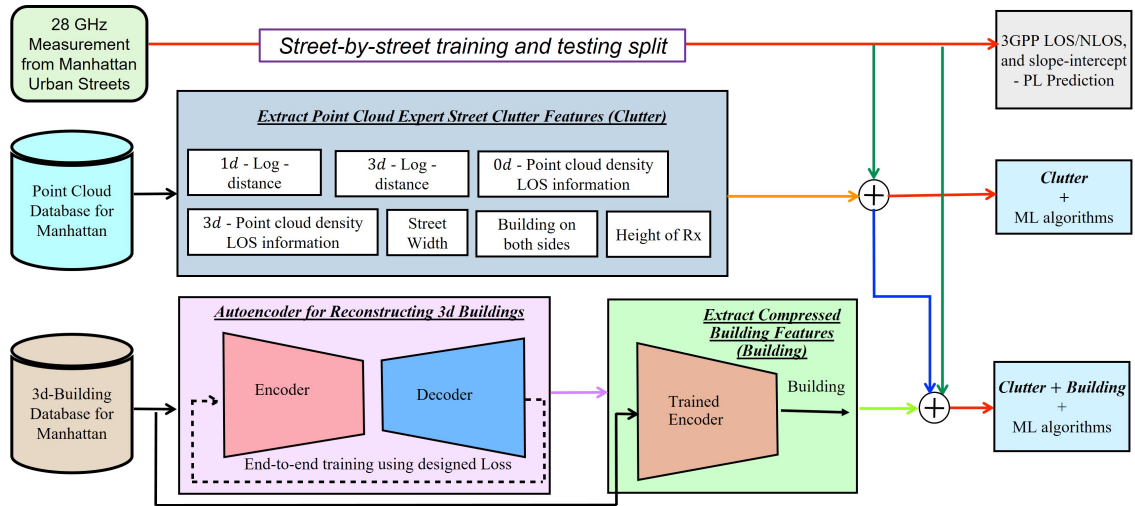 28 GHz
Measurement
from Manhattan
Urban Streets
Street-by-street training and testing split
3GPP LOS/NLOS,
and slope-intercept
- PL Prediction
Extract Point Cloud Expert Street Clutter Features (Clutter)
1d - Log -
distance
3d - Log -
distance
0d - Point cloud density
LOS information
3d - Point cloud density
LOS information
Street
Width
Building on
both sides
Height of Rx
Point Cloud
Database for
Manhattan
+
Clutter
+
ML algorithms
Autoencoder for Reconstructing 3d Buildings
Encoder
Decoder
End-to-end training using designed Loss
3d-Building
Database for
Manhattan
Extract Compressed
Building Features
(Building)
Trained
Encoder
Building
+
Clutter + Building
+
ML algorithms